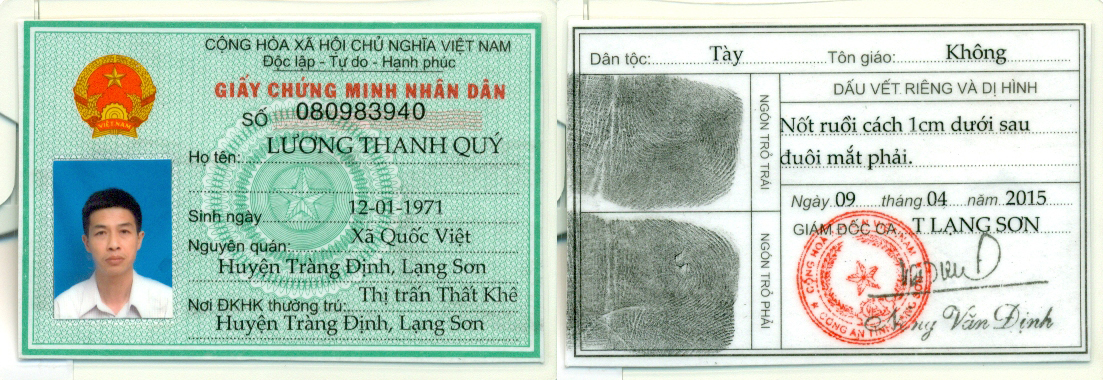 CỘNG HÒA XÃ HỘI CHỦ NGHĨA VIỆT NAM
Độc lập - Tự do - Hạnh phúc
GIẤY CHỨNG MINH NHÂN DÂN
SỐ 080983940
Họ tên: LƯƠNG THANH QUÝ
Sinh ngày 12-01-1971
Nguyên quán: Xã Quốc Việt
Huyện Tràng Định, Lạng Sơn
Nơi ĐKHK thường trú: Thị trấn Thất Khê
Huyện Tràng Định, Lạng Sơn
VIỆT NAM
Dân tộc: Tày Tôn giáo: Không
NGÓN TRỎ TRÁI
NGÓN TRỎ PHẢI
DẤU VẾT RIÊNG VÀ DỊ HÌNH
Nốt ruồi cách 1cm dưới sau
đuôi mắt phải.
Ngày 09 tháng 04 năm 2015
GIÁM ĐỐC CA T LẠNG SƠN
Nông Văn Định